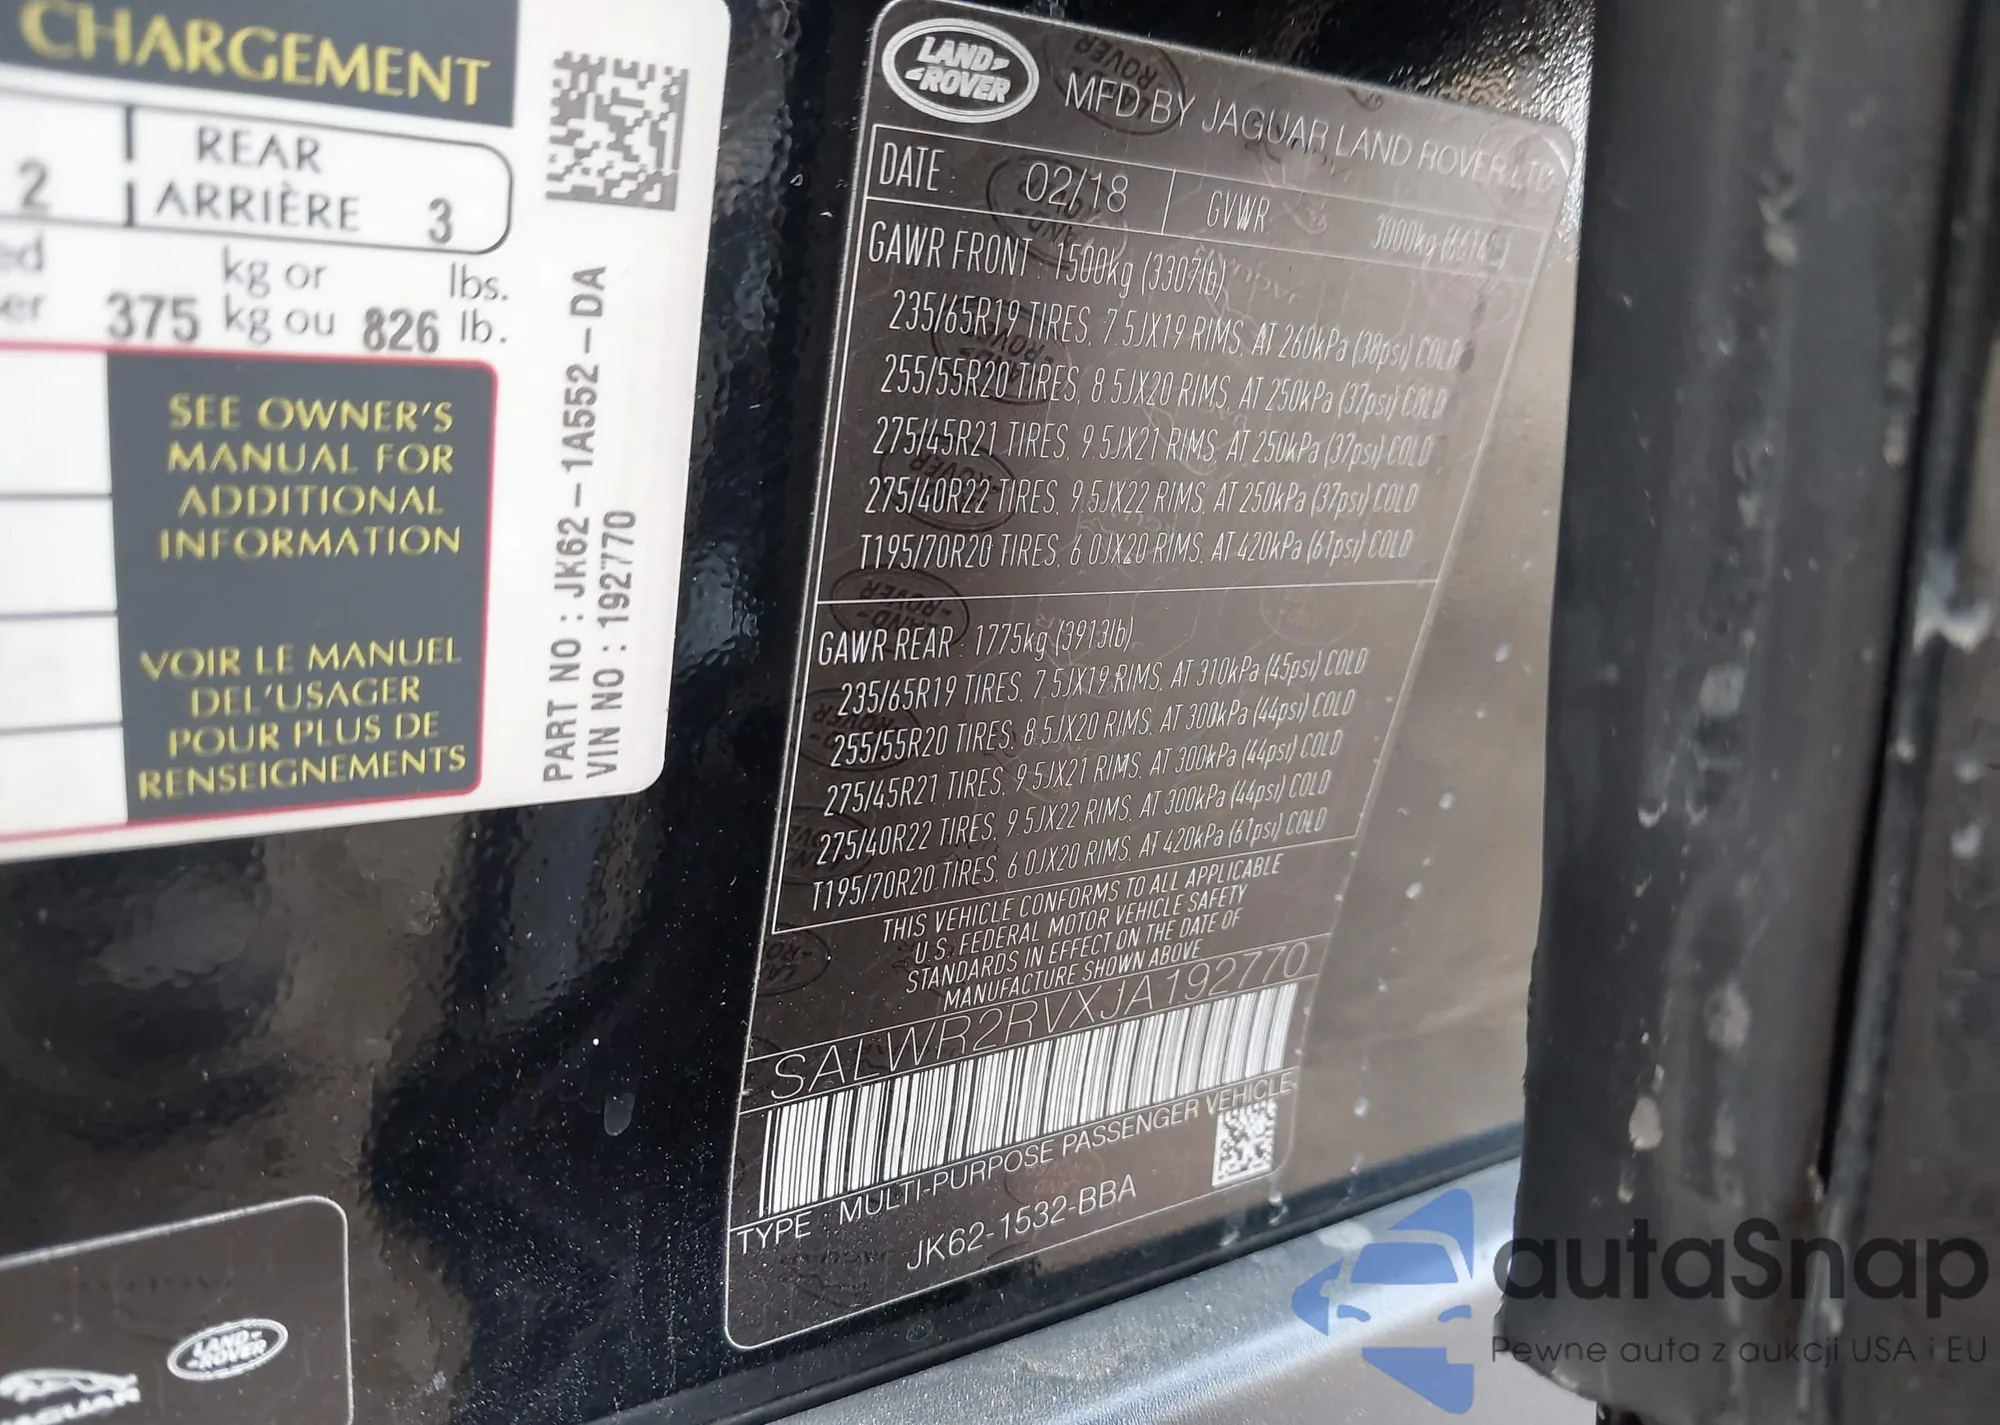 CHARGEMENT
2
REAR
ARRIÈRE 3
kg or lbs.
375 kg ou 826 lb.
SEE OWNER'S
MANUAL FOR
ADDITIONAL
INFORMATION
VOIR LE MANUEL
DEL'USAGER
POUR PLUS DE
RENSEIGNEMENTS
PART NO : JK62-1A552-DA
VIN NO : 192770
LAND-
-ROVER
MFD BY JAGUAR LAND ROVER LTD
DATE : 02/18 GVWR 3000kg (6614lb)
GAWR FRONT : 1500kg (3307lb)
235/65R19 TIRES, 7.5JX19 RIMS, AT 260kPa (38psi) COLD
255/55R20 TIRES, 8.5JX20 RIMS, AT 250kPa (37psi) COLD
275/45R21 TIRES, 9.5JX21 RIMS, AT 250kPa (37psi) COLD
275/40R22 TIRES, 9.5JX22 RIMS, AT 250kPa (37psi) COLD
T195/70R20 TIRES, 6.0JX20 RIMS, AT 420kPa (61psi) COLD
GAWR REAR : 1775kg (3913lb)
235/65R19 TIRES, 7.5JX19 RIMS, AT 310kPa (45psi) COLD
255/55R20 TIRES, 8.5JX20 RIMS, AT 300kPa (44psi) COLD
275/45R21 TIRES, 9.5JX21 RIMS, AT 300kPa (44psi) COLD
275/40R22 TIRES, 9.5JX22 RIMS, AT 300kPa (44psi) COLD
T195/70R20 TIRES, 6.0JX20 RIMS, AT 420kPa (61psi) COLD
THIS VEHICLE CONFORMS TO ALL APPLICABLE
U.S. FEDERAL MOTOR VEHICLE SAFETY
STANDARDS IN EFFECT ON THE DATE OF
MANUFACTURE SHOWN ABOVE
SALWR2RVXJA192770
TYPE : MULTI-PURPOSE PASSENGER VEHICLE
JK62-1532-BBA
JAGUAR
LAND-
-ROVER
autaSnap
Pewne auta z aukcji USA i EU